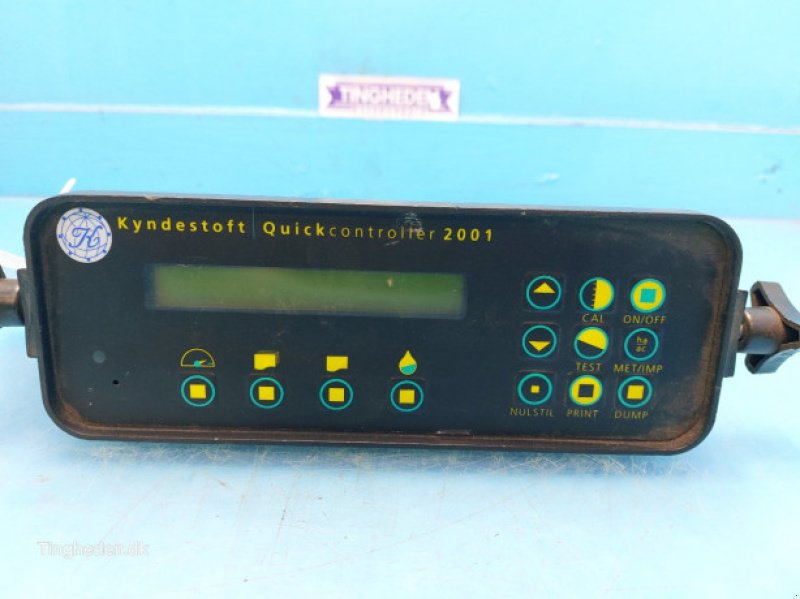 TINGHEDEN
K
Kyndestoft Quickcontroller 2001
CAL ON/OFF
ha
ac
TEST MET/IMP
NULSTIL PRINT DUMP
Tingheden.dk